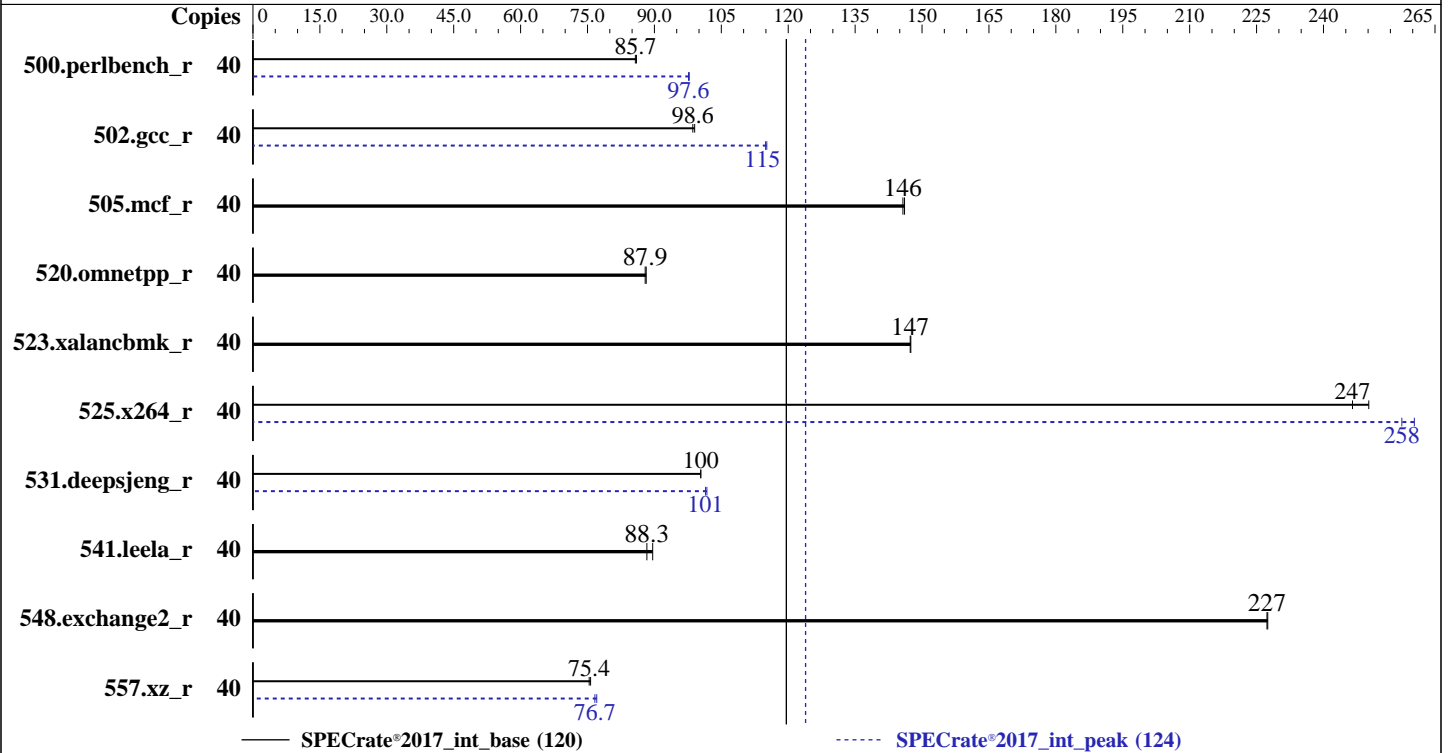 Copies 0 15.0 30.0 45.0 60.0 75.0 90.0 105 120 135 150 165 180 195 210 225 240 265
500.perlbench_r 40 85.7
97.6
502.gcc_r 40 98.6
115
505.mcf_r 40 146
520.omnetpp_r 40 87.9
523.xalancbmk_r 40 147
525.x264_r 40 247
258
531.deepsjeng_r 40 100
101
541.leela_r 40 88.3
548.exchange2_r 40 227
557.xz_r 40 75.4
76.7
SPECrate®2017_int_base (120) SPECrate®2017_int_peak (124)